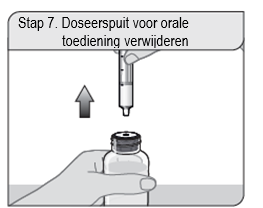 Stap 7. Doseerspuit voor orale
toediening verwijderen